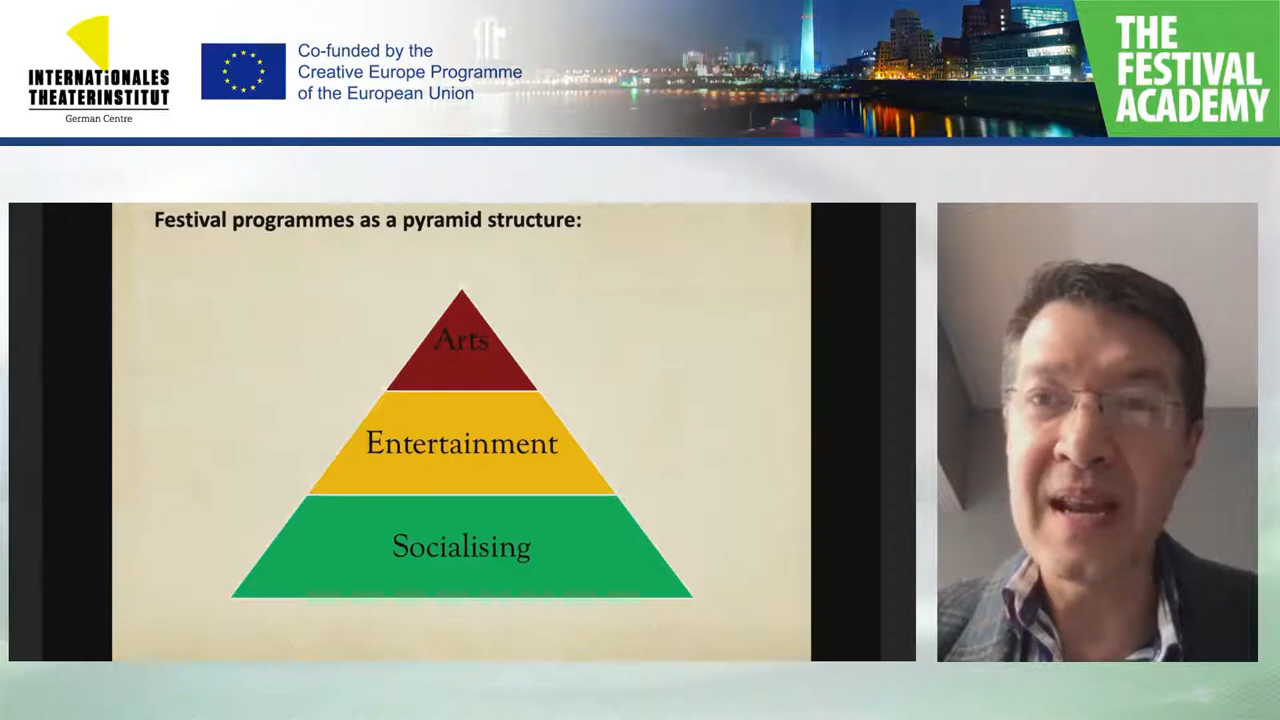 INTERNATiONALES
THEATERINSTITUT
German Centre
Co-funded by the
Creative Europe Programme
of the European Union
THE
FESTIVAL
ACADEMY
Festival programmes as a pyramid structure:
Arts
Entertainment
Socialising